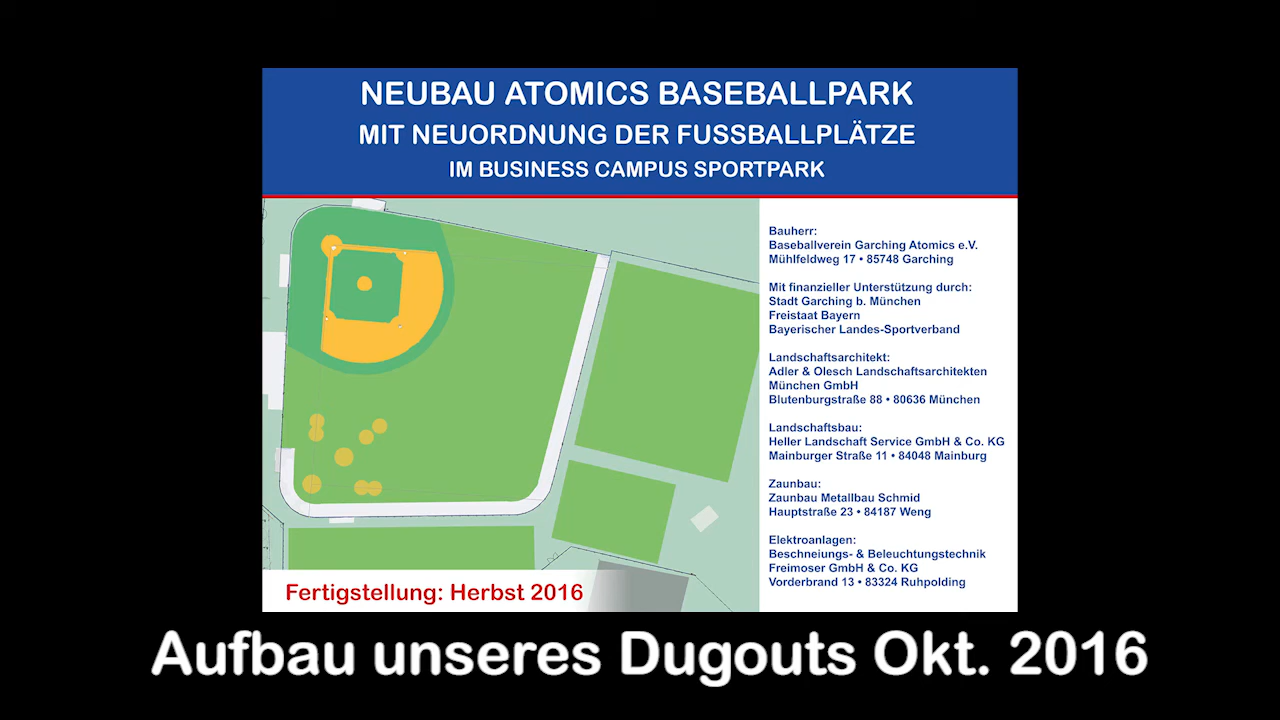 NEUBAU ATOMICS BASEBALLPARK
MIT NEUORDNUNG DER FUSSBALLPLÄTZE
IM BUSINESS CAMPUS SPORTPARK
Bauherr:
Baseballverein Garching Atomics e.V.
Mühlfeldweg 17 • 85748 Garching
Mit finanzieller Unterstützung durch:
Stadt Garching b. München
Freistaat Bayern
Bayerischer Landes-Sportverband
Landschaftsarchitekt:
Adler & Olesch Landschaftsarchitekten
München GmbH
Blutenburgstraße 88 • 80636 München
Landschaftsbau:
Heller Landschaft Service GmbH & Co. KG
Mainburger Straße 11 • 84048 Mainburg
Zaunbau:
Zaunbau Metallbau Schmid
Hauptstraße 23 • 84187 Weng
Elektroanlagen:
Beschneiungs- & Beleuchtungstechnik
Freimoser GmbH & Co. KG
Vorderbrand 13 • 83324 Ruhpolding
Fertigstellung: Herbst 2016
Aufbau unseres Dugouts Okt. 2016